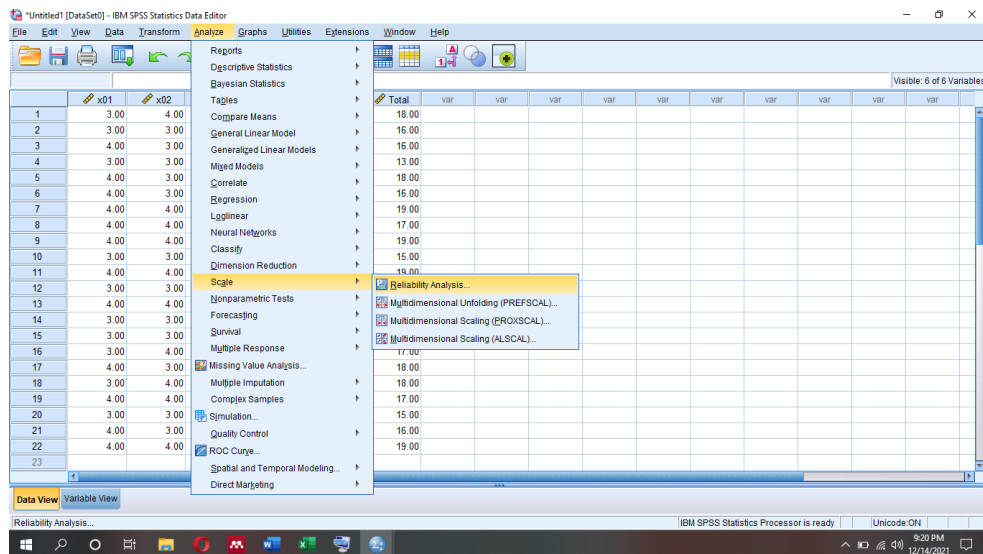 *Untitled1 [DataSet0] - IBM SPSS Statistics Data Editor
File Edit View Data Transform Analyze Graphs Utilities Extensions Window Help
Visible: 6 of 6 Variables
x01 x02 Total var var var var var var var var var var
1 3.00 4.00 18.00
2 3.00 3.00 16.00
3 4.00 3.00 16.00
4 3.00 3.00 13.00
5 4.00 3.00 18.00
6 4.00 3.00 16.00
7 4.00 4.00 19.00
8 4.00 4.00 17.00
9 4.00 4.00 19.00
10 3.00 3.00 15.00
11 4.00 4.00 19.00
12 3.00 3.00
13 4.00 4.00
14 3.00 3.00
15 3.00 3.00
16 3.00 4.00 17.00
17 4.00 3.00 18.00
18 3.00 4.00 18.00
19 4.00 4.00 17.00
20 3.00 3.00 15.00
21 4.00 3.00 16.00
22 4.00 4.00 19.00
23
Reports
Descriptive Statistics
Bayesian Statistics
Tables
Compare Means
General Linear Model
Generalized Linear Models
Mixed Models
Correlate
Regression
Loglinear
Neural Networks
Classify
Dimension Reduction
Scale
Nonparametric Tests
Forecasting
Survival
Multiple Response
Missing Value Analysis...
Multiple Imputation
Complex Samples
Simulation...
Quality Control
ROC Curve...
Spatial and Temporal Modeling...
Direct Marketing
Reliability Analysis...
Multidimensional Unfolding (PREFSCAL)...
Multidimensional Scaling (PROXSCAL)...
Multidimensional Scaling (ALSCAL)...
Data View Variable View
Reliability Analysis... IBM SPSS Statistics Processor is ready Unicode:ON
9:20 PM
12/14/2021